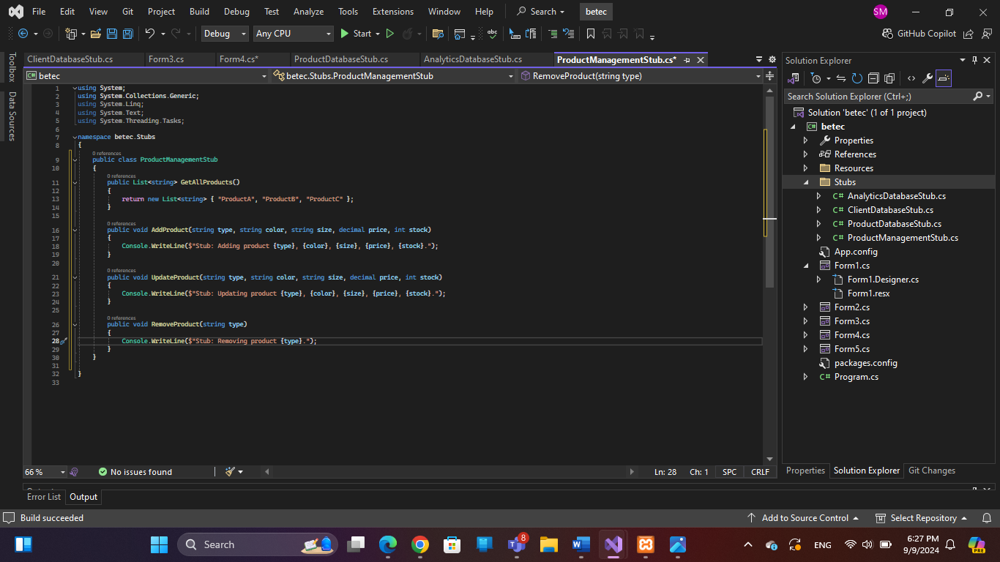 File Edit View Git Project Build Debug Test Analyze Tools Extensions Window Help Search betec SM
Debug Any CPU Start GitHub Copilot
ClientDatabaseStub.cs Form3.cs Form4.cs* ProductDatabaseStub.cs AnalyticsDatabaseStub.cs ProductManagementStub.cs*
betec betec.Stubs.ProductManagementStub RemoveProduct(string type)
Toolbox
Data Sources
1 using System;
2 using System.Collections.Generic;
3 using System.Linq;
4 using System.Text;
5 using System.Threading.Tasks;
6
7 namespace betec.Stubs
8 {
0 references
9 public class ProductManagementStub
10 {
0 references
11 public List<string> GetAllProducts()
12 {
13 return new List<string> { "ProductA", "ProductB", "ProductC" };
14 }
15
0 references
16 public void AddProduct(string type, string color, string size, decimal price, int stock)
17 {
18 Console.WriteLine($"Stub: Adding product {type}, {color}, {size}, {price}, {stock}.");
19 }
20
0 references
21 public void UpdateProduct(string type, string color, string size, decimal price, int stock)
22 {
23 Console.WriteLine($"Stub: Updating product {type}, {color}, {size}, {price}, {stock}.");
24 }
25
0 references
26 public void RemoveProduct(string type)
27 {
28 Console.WriteLine($"Stub: Removing product {type}.");
29 }
30 }
31
32 }
33
66 % No issues found Ln: 28 Ch: 1 SPC CRLF
Solution Explorer
Search Solution Explorer (Ctrl+;)
Solution 'betec' (1 of 1 project)
C# betec
Properties
References
Resources
Stubs
C# AnalyticsDatabaseStub.cs
C# ClientDatabaseStub.cs
C# ProductDatabaseStub.cs
C# ProductManagementStub.cs
App.config
Form1.cs
Form1.Designer.cs
Form1.resx
Form2.cs
Form3.cs
Form4.cs
Form5.cs
packages.config
C# Program.cs
Properties Solution Explorer Git Changes
Error List Output
Build succeeded Add to Source Control Select Repository
Search 8 ENG 6:27 PM
9/9/2024 PRE